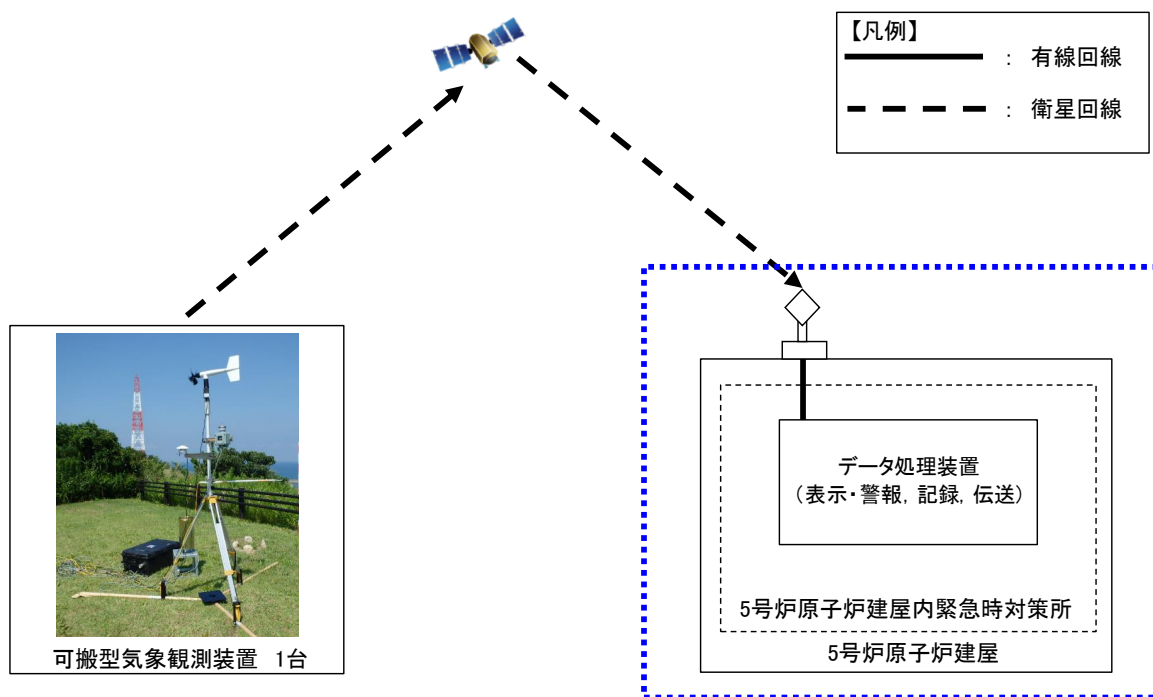 【凡例】
： 有線回線
： 衛星回線
データ処理装置
（表示・警報, 記録, 伝送）
5号炉原子炉建屋内緊急時対策所
5号炉原子炉建屋
可搬型気象観測装置 1台